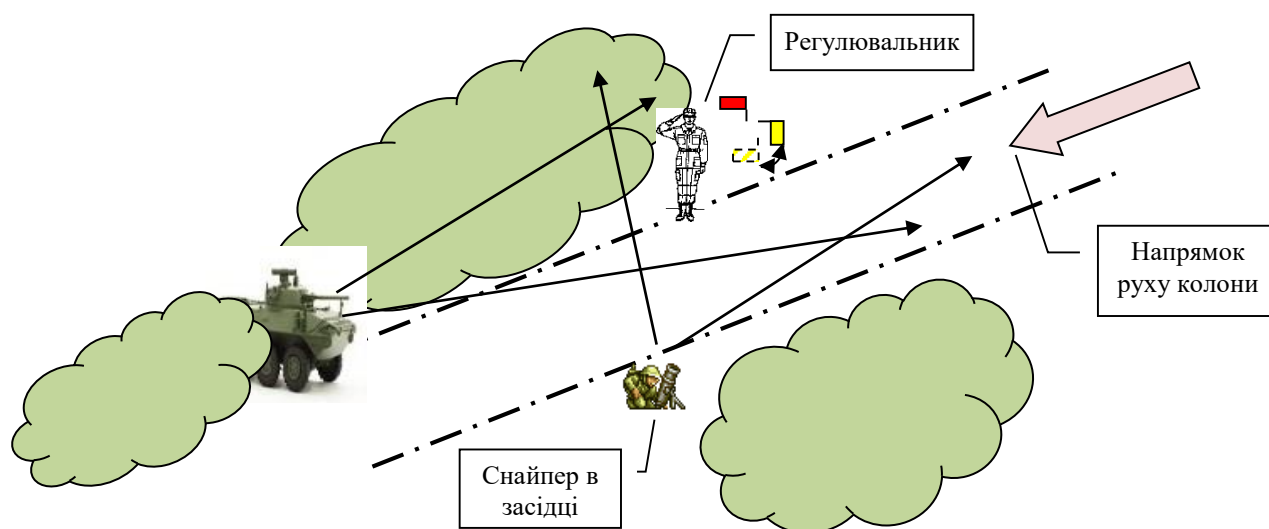 Регулювальник
Напрямок
руху колони
Снайпер в
засідці